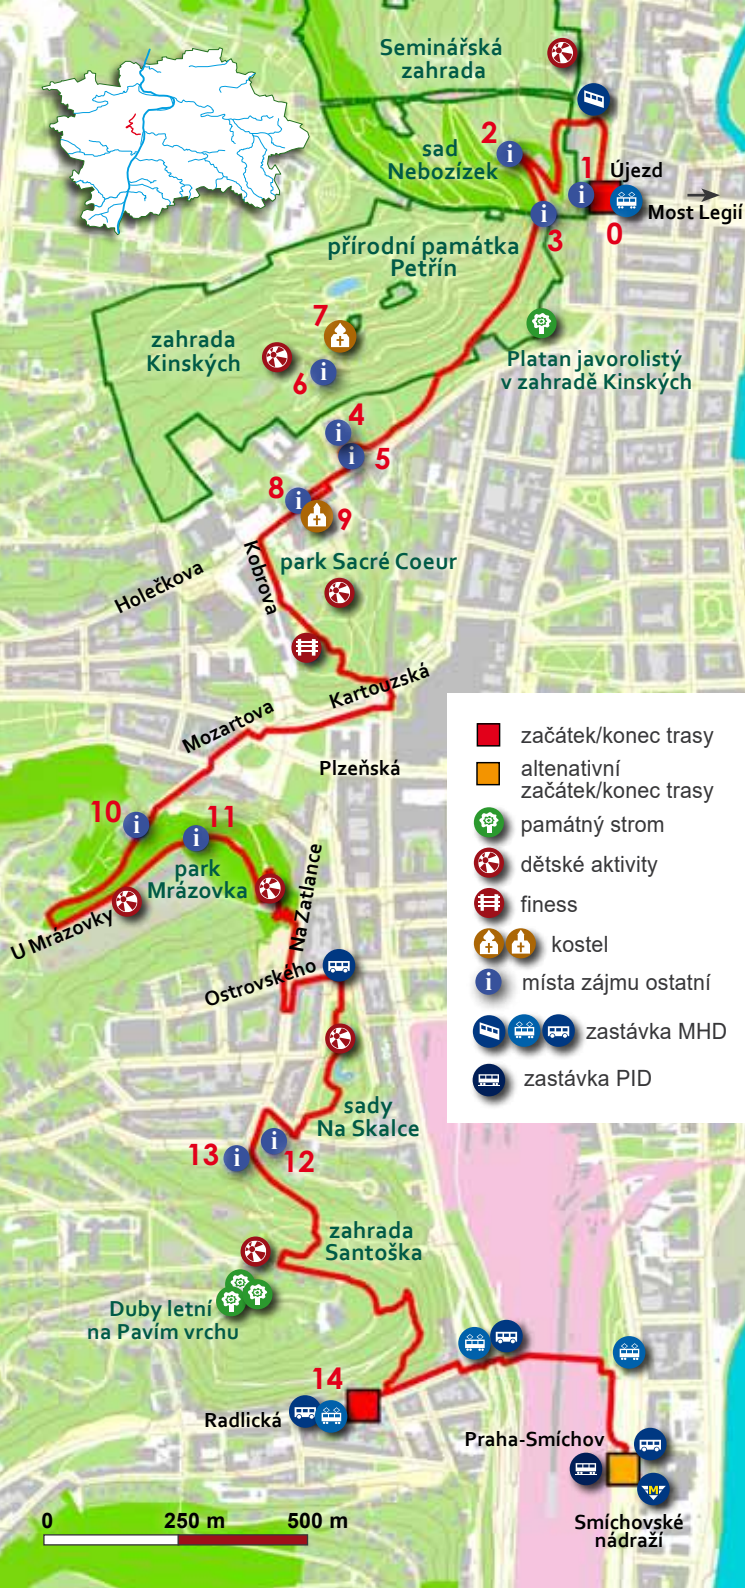 Seminářská
zahrada
2
sad
Nebozízek
1
Újezd
Most Legií
0
3
přírodní památka
Petřín
7
zahrada
Kinských
6
Platan javorolistý
v zahradě Kinských
4
5
8
9
Kobrova
park Sacré Coeur
Holečkova
Kartouzská
Mozartova
Plzeňská
začátek/konec trasy
altenativní
začátek/konec trasy
památný strom
dětské aktivity
finess
kostel
místa zájmu ostatní
zastávka MHD
zastávka PID
10
11
park
Mrázovka
Na Zatlance
U Mrázovky
Ostrovského
sady
Na Skalce
13
12
zahrada
Santoška
Duby letní
na Pavím vrchu
14
Radlická
Praha-Smíchov
M
Smíchovské
nádraží
0 250 m 500 m